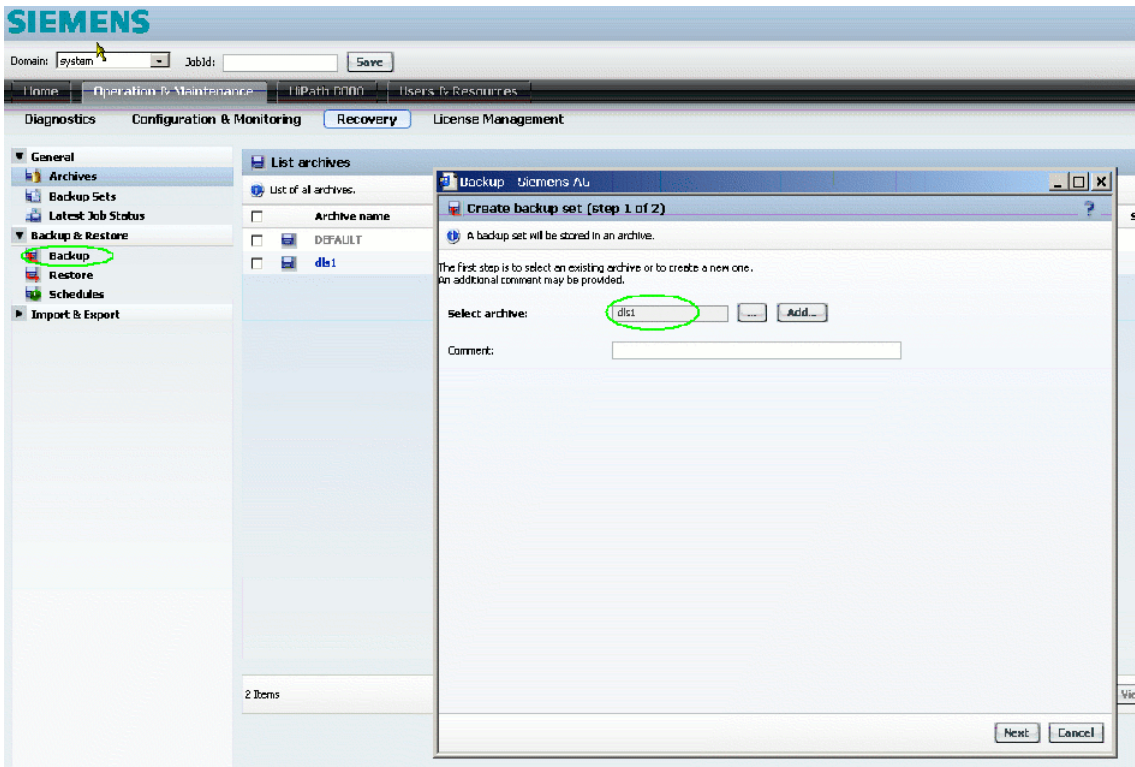 SIEMENS
Domain: system JobId: Save
Home Operation & Maintenance HiPath 8000 Users & Resources
Diagnostics Configuration & Monitoring Recovery License Management
General
Archives
Backup Sets
Latest Job Status
Backup & Restore
Backup
Restore
Schedules
Import & Export
List archives
List of all archives.
Archive name
DEFAULT
dls1
2 Items
Backup Siemens AG
Create backup set (step 1 of 2) ?
A backup set will be stored in an archive.
The first step is to select an existing archive or to create a new one.
An additional comment may be provided.
Select archive: dls1 ... Add...
Comment:
Next Cancel